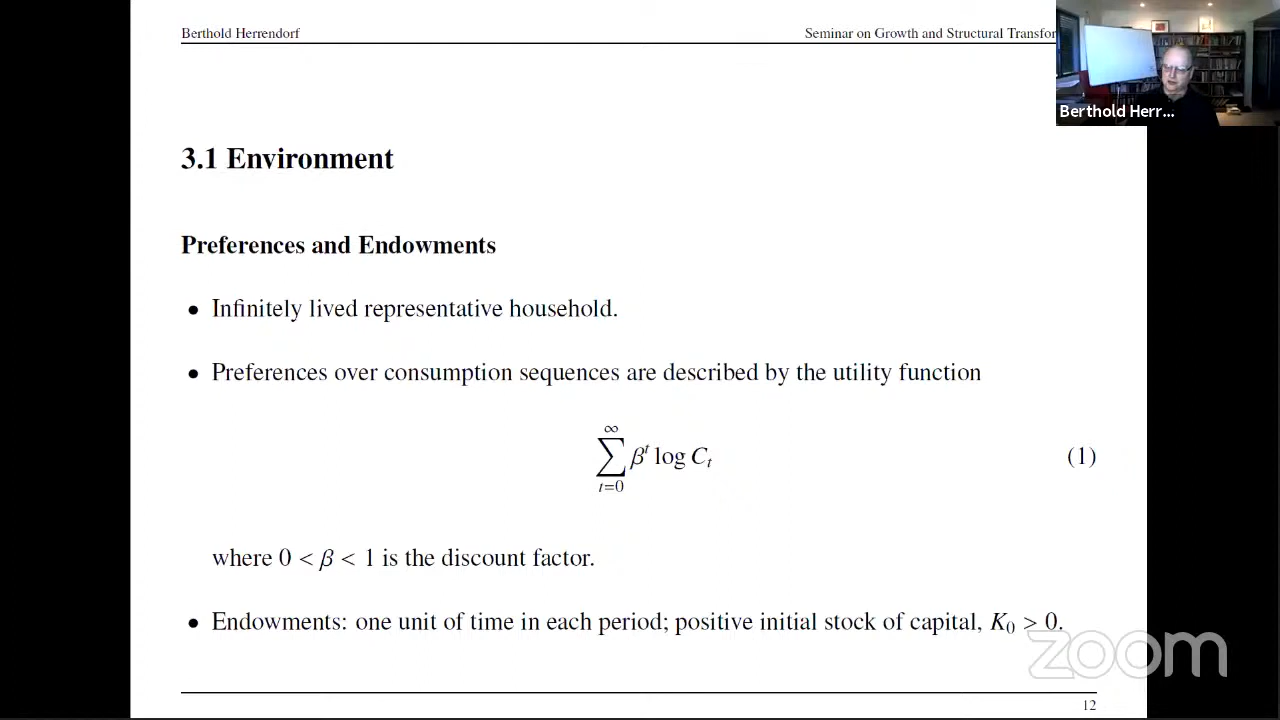 Berthold Herrendorf
Seminar on Growth and Structural Transfor
Berthold Herr...
3.1 Environment
Preferences and Endowments
• Infinitely lived representative household.
• Preferences over consumption sequences are described by the utility function
∞
∑ β^t log C_t (1)
t=0
where 0 < β < 1 is the discount factor.
• Endowments: one unit of time in each period; positive initial stock of capital, K_0 > 0.
zoom
12